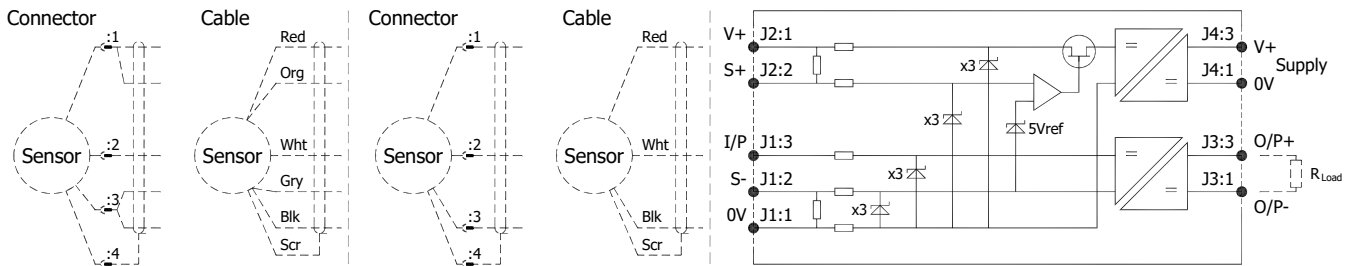 Connector
Cable
Connector
Cable
:1
:2
:3
:4
Sensor
Red
Org
Wht
Gry
Blk
Scr
Sensor
:1
:2
:3
:4
Sensor
Red
Wht
Blk
Scr
Sensor
V+ J2:1
S+ J2:2
I/P J1:3
S- J1:2
0V J1:1
x3
x3
x3
x3
5Vref
=
=
=
=
J4:3 V+
Supply
J4:1 0V
J3:3 O/P+
J3:1 O/P-
RLoad